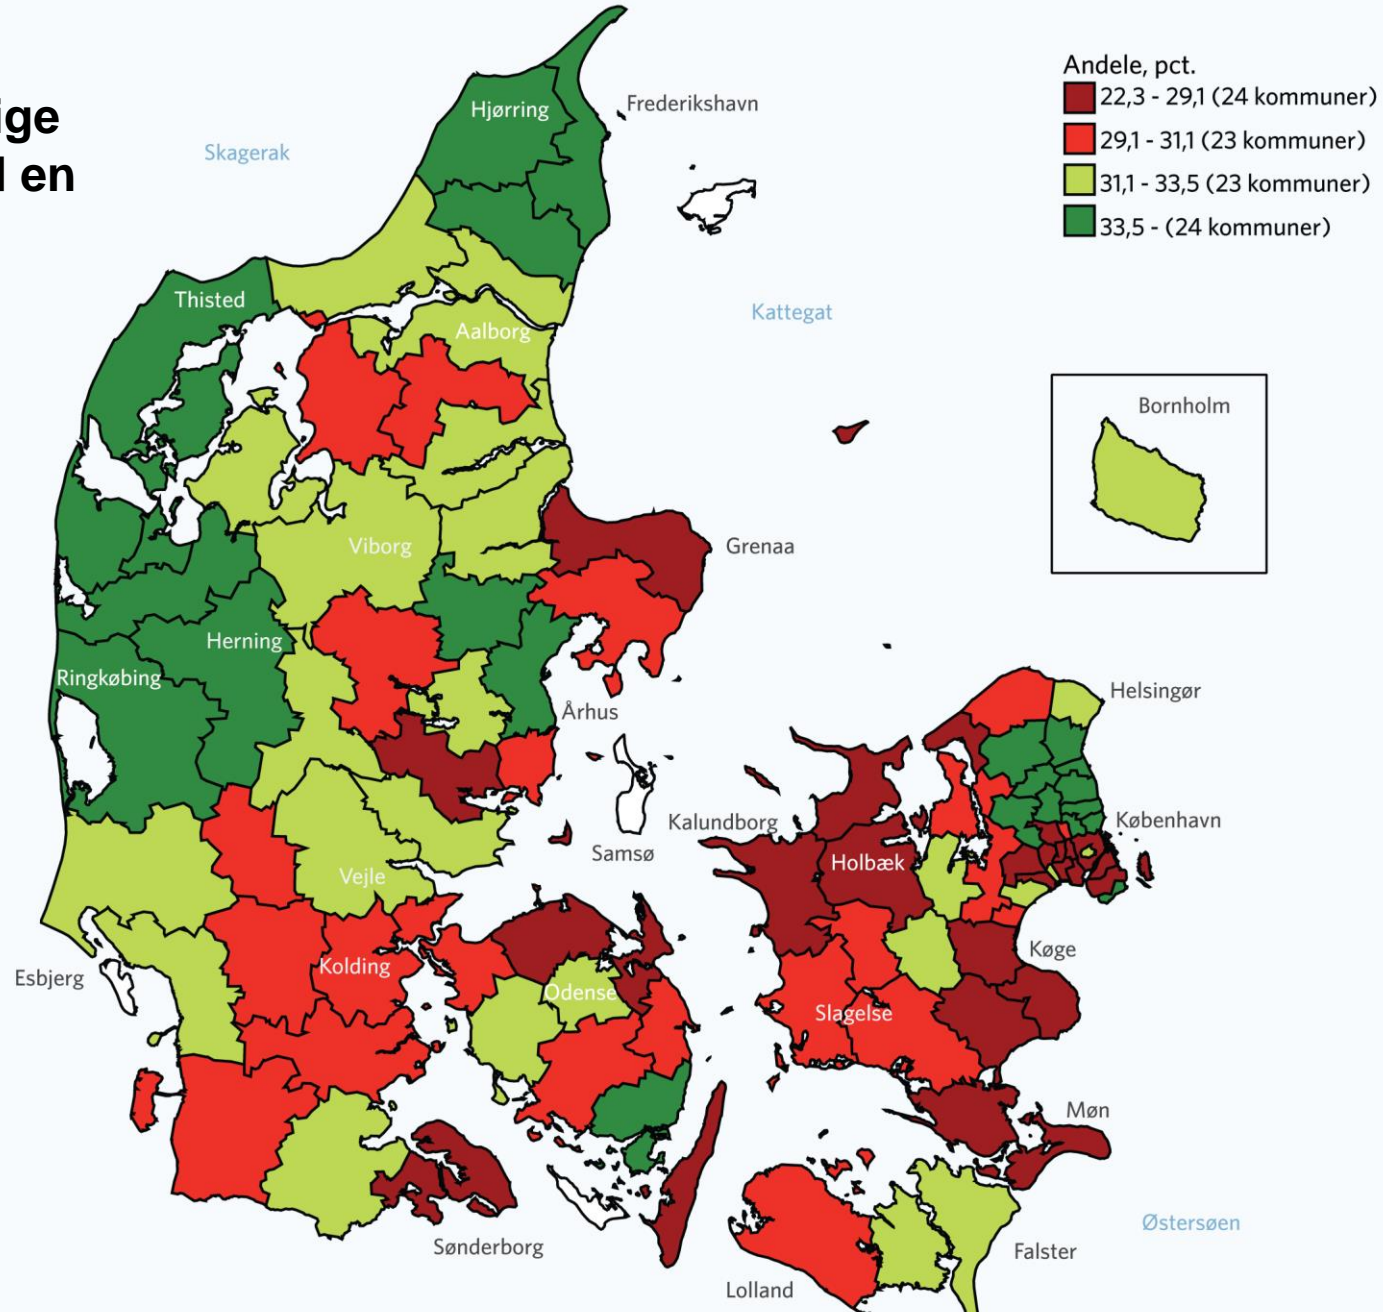 ige
l en
Andele, pct.
22,3 - 29,1 (24 kommuner)
29,1 - 31,1 (23 kommuner)
31,1 - 33,5 (23 kommuner)
33,5 - (24 kommuner)
Hjørring
Frederikshavn
Skagerak
Thisted
Kattegat
Aalborg
Bornholm
Viborg
Grenaa
Herning
Ringkøbing
Helsingør
Århus
Kalundborg
København
Samsø
Holbæk
Vejle
Køge
Kolding
Esbjerg
Odense
Slagelse
Møn
Østersøen
Sønderborg
Falster
Lolland